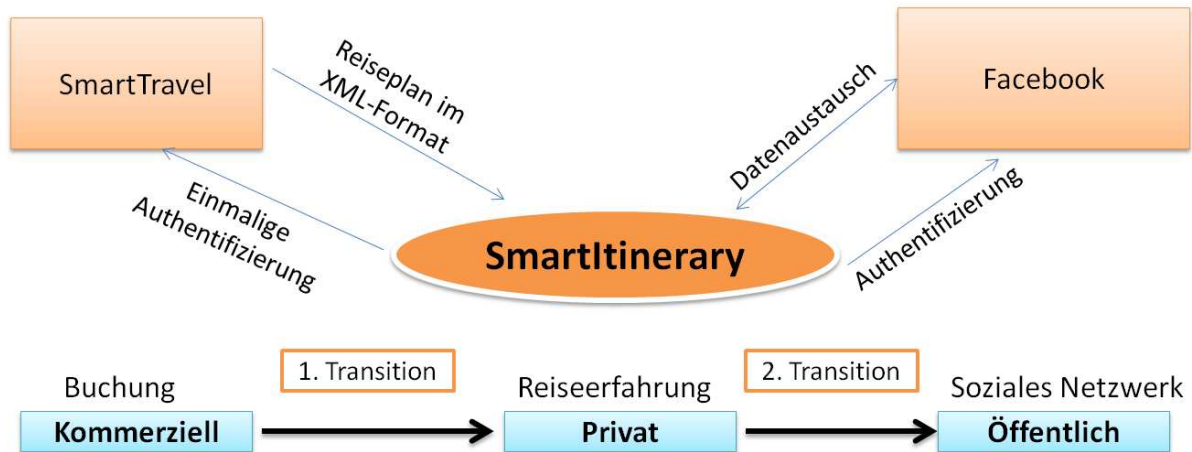 SmartTravel
Reiseplan im
XML-Format
Einmalige
Authentifizierung
SmartItinerary
Datenaustausch
Authentifizierung
Facebook
1. Transition
2. Transition
Buchung
Reiseerfahrung
Soziales Netzwerk
Kommerziell
Privat
Öffentlich